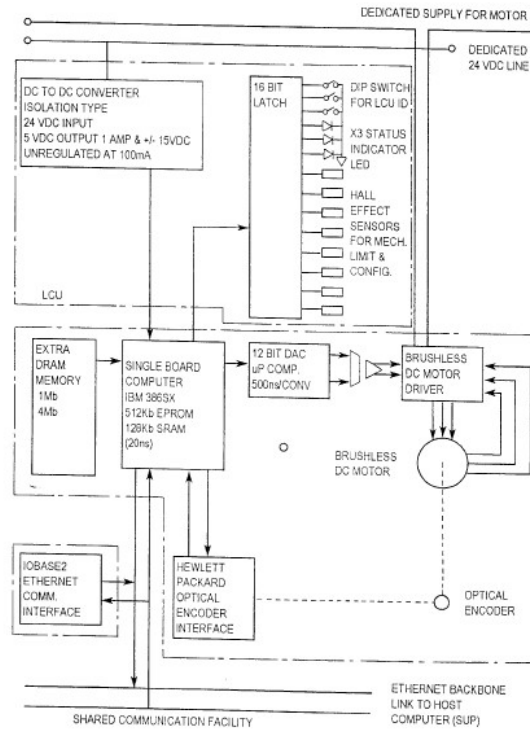 DEDICATED SUPPLY FOR MOTOR
DEDICATED
24 VDC LINE
DC TO DC CONVERTER
ISOLATION TYPE
24 VDC INPUT
5 VDC OUTPUT 1 AMP & +/- 15VDC
UNREGULATED AT 100mA
16 BIT
LATCH
DIP SWITCH
FOR LCU ID
X3 STATUS
INDICATOR
LED
HALL
EFFECT
SENSORS
FOR MECH.
LIMIT &
CONFIG.
LCU
EXTRA
DRAM
MEMORY
1Mb
4Mb
SINGLE BOARD
COMPUTER
IBM 386SX
512Kb EPROM
128Kb SRAM
(20ns)
12 BIT DAC
uP COMP.
500ns/CONV
BRUSHLESS
DC MOTOR
DRIVER
BRUSHLESS
DC MOTOR
IOBASE2
ETHERNET
COMM.
INTERFACE
HEWLETT
PACKARD
OPTICAL
ENCODER
INTERFACE
OPTICAL
ENCODER
ETHERNET BACKBONE
LINK TO HOST
COMPUTER (SUP)
SHARED COMMUNICATION FACILITY